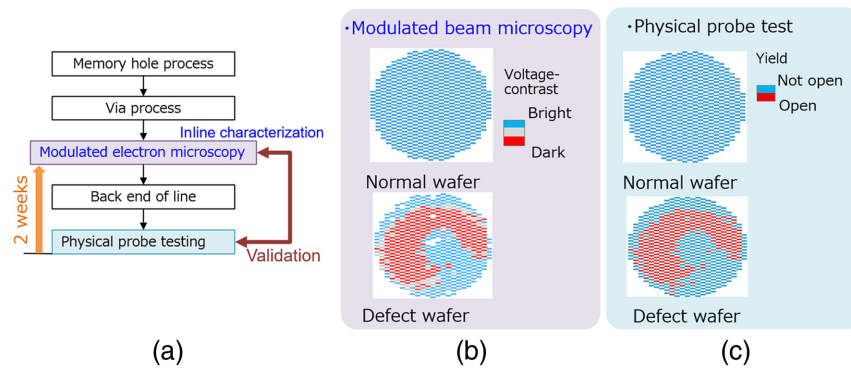 Memory hole process
Via process
Inline characterization
Modulated electron microscopy
Back end of line
Physical probe testing
2 weeks
Validation
(a)
・Modulated beam microscopy
Voltage-
contrast
Bright
Dark
Normal wafer
Defect wafer
(b)
・Physical probe test
Yield
Not open
Open
Normal wafer
Defect wafer
(c)